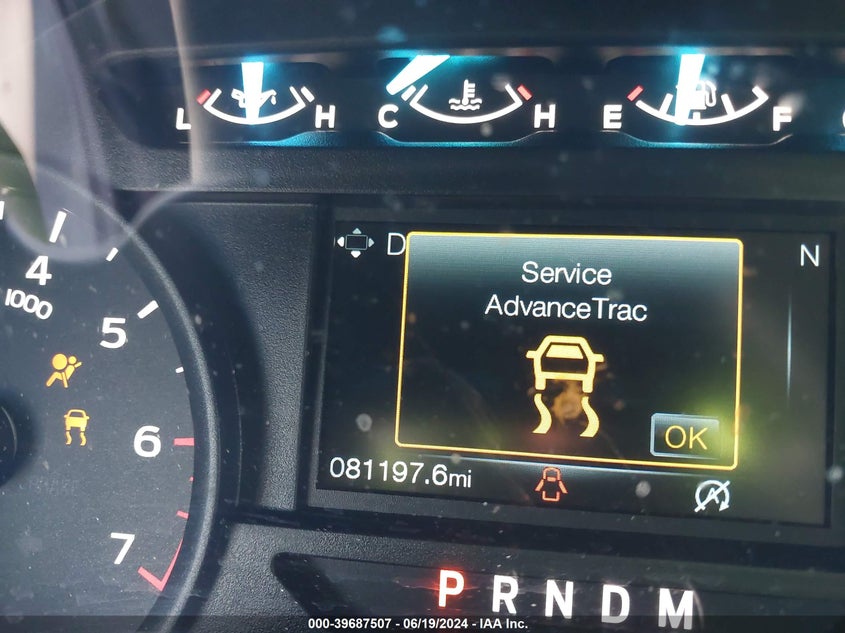 L H C H E F
D
N
Service
AdvanceTrac
OK
4
1000
5
6
7
081197.6mi
P R N D M
000-39687507 - 06/19/2024 - IAA Inc.